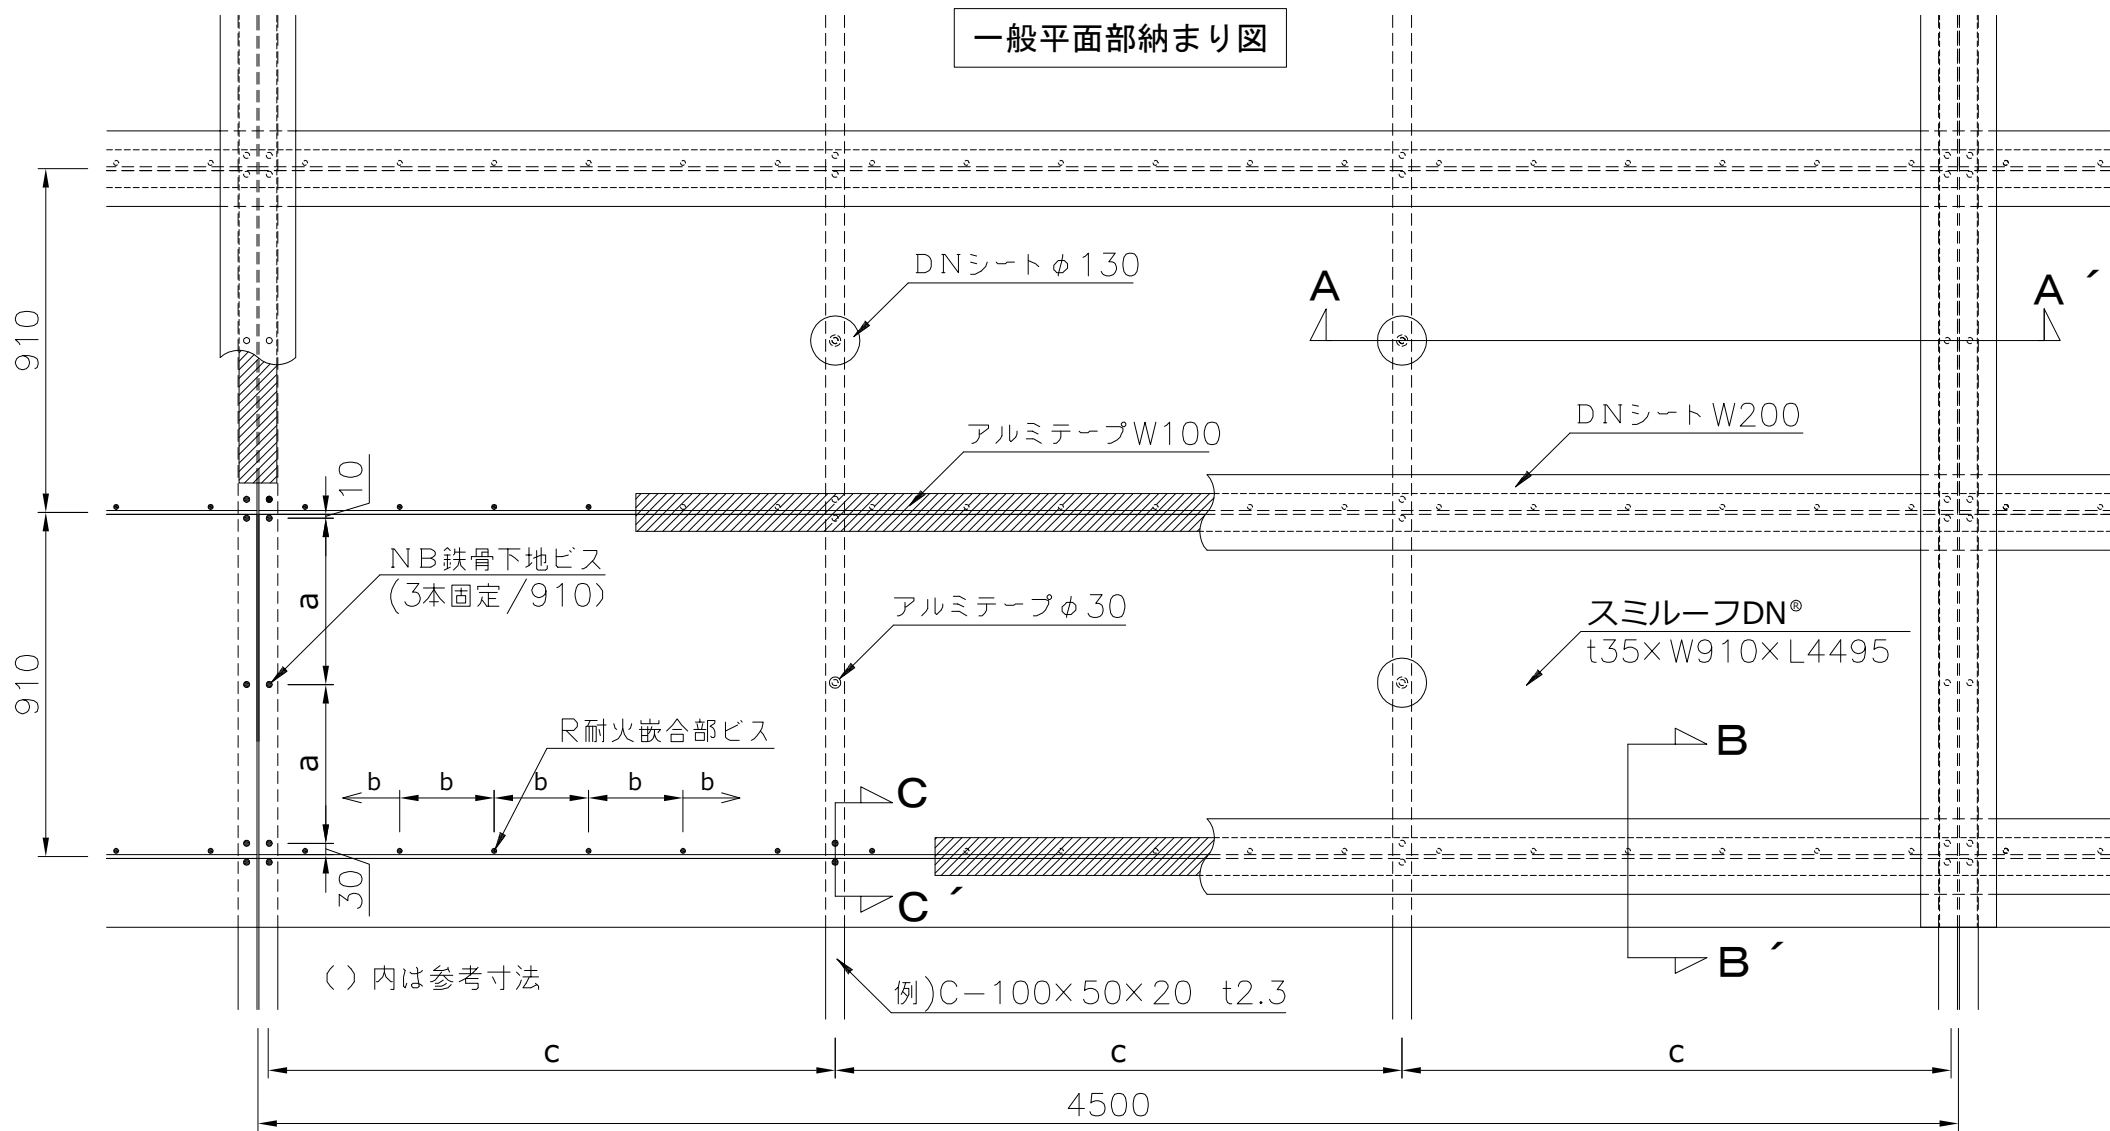 一般平面部納まり図
DNシートφ130
A
A´
910
DNシートW200
アルミテープW100
10
NB鉄骨下地ビス
(3本固定/910)
a
アルミテープφ30
スミルーフDN®
t35×W910×L4495
910
R耐火嵌合部ビス
B
a
b
b
b
b
b
C
30
C´
B´
()内は参考寸法
例)C-100×50×20 t2.3
c
c
c
4500